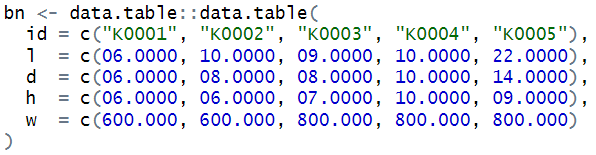 bn <- data.table::data.table(
  id = c("K0001", "K0002", "K0003", "K0004", "K0005"),
  l  = c(06.0000, 10.0000, 09.0000, 10.0000, 22.0000),
  d  = c(06.0000, 08.0000, 08.0000, 10.0000, 14.0000),
  h  = c(06.0000, 06.0000, 07.0000, 10.0000, 09.0000),
  w  = c(600.000, 600.000, 800.000, 800.000, 800.000)
)